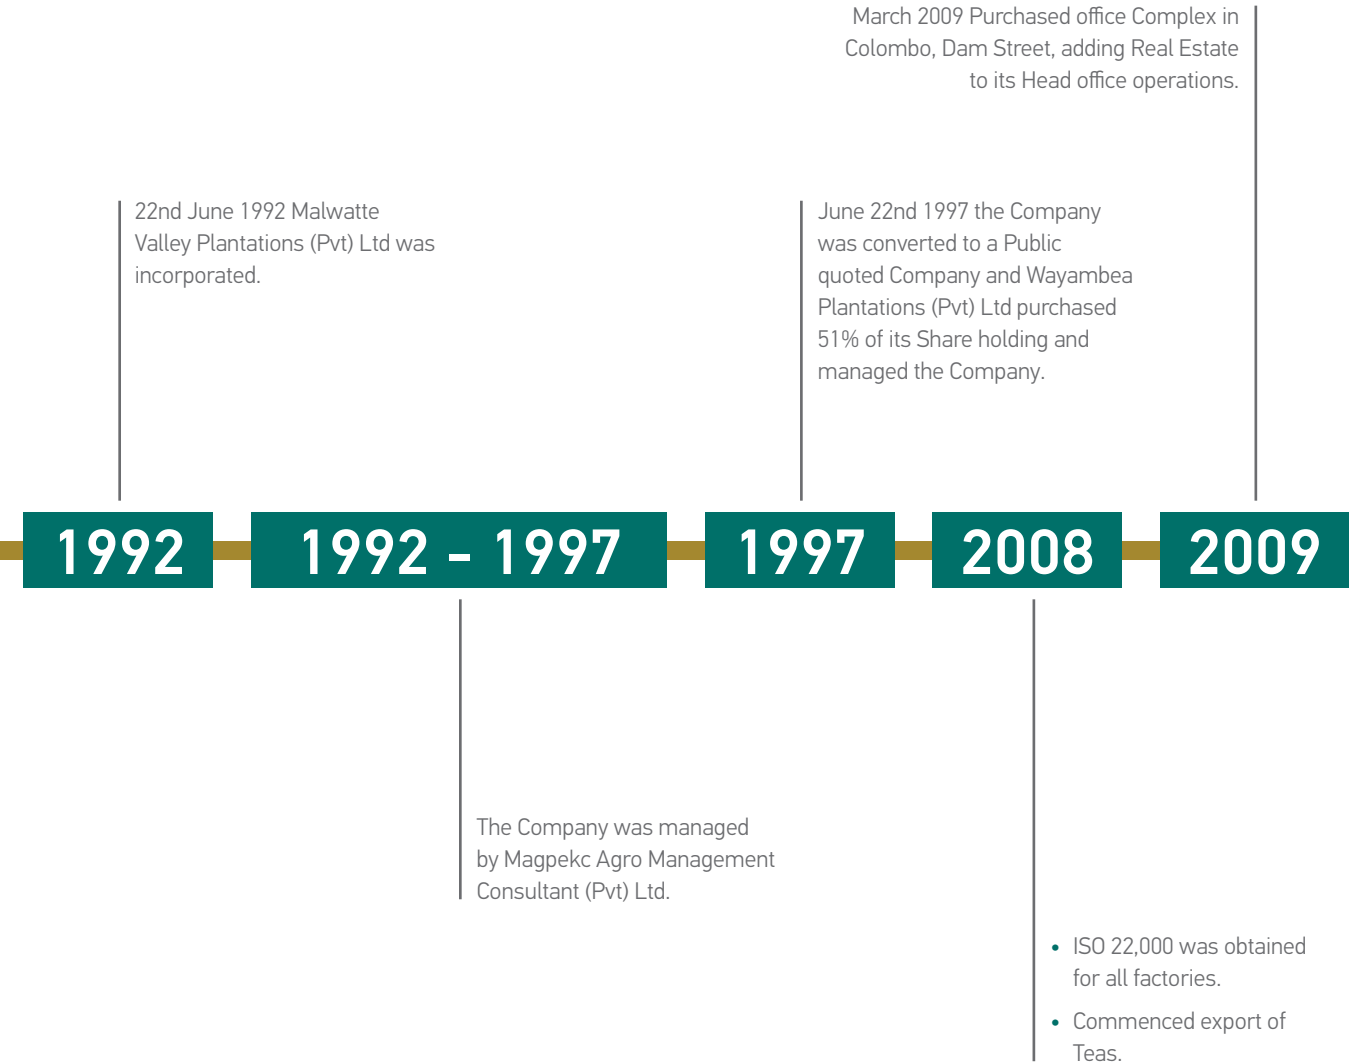 March 2009 Purchased office Complex in
Colombo, Dam Street, adding Real Estate
to its Head office operations.
22nd June 1992 Malwatte
Valley Plantations (Pvt) Ltd was
incorporated.
June 22nd 1997 the Company
was converted to a Public
quoted Company and Wayambea
Plantations (Pvt) Ltd purchased
51% of its Share holding and
managed the Company.
1992
1992 - 1997
1997
2008
2009
The Company was managed
by Magpekc Agro Management
Consultant (Pvt) Ltd.
• ISO 22,000 was obtained
for all factories.
• Commenced export of
Teas.